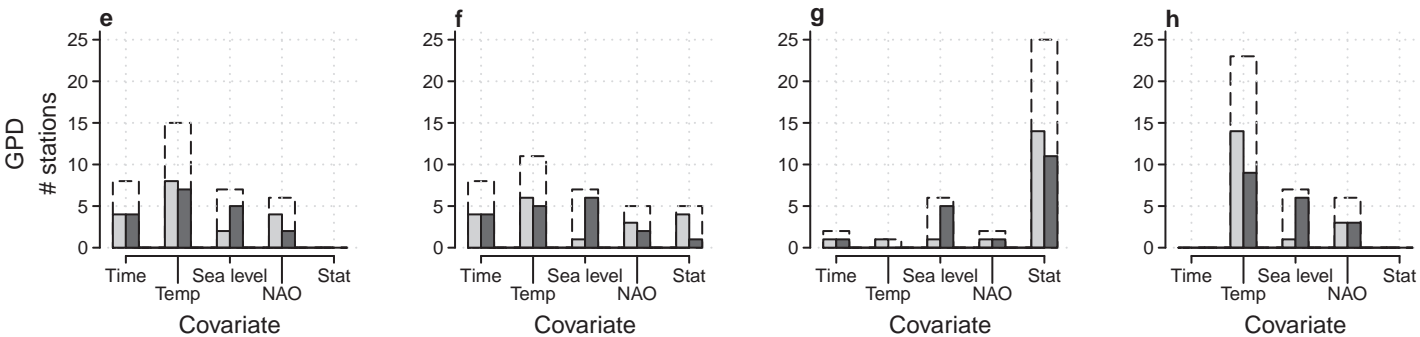 e
f
g
h
GPD
# stations
25
20
15
10
5
0
Time
Temp
Sea level
NAO
Stat
Covariate
25
20
15
10
5
0
Time
Temp
Sea level
NAO
Stat
Covariate
25
20
15
10
5
0
Time
Temp
Sea level
NAO
Stat
Covariate
25
20
15
10
5
0
Time
Temp
Sea level
NAO
Stat
Covariate